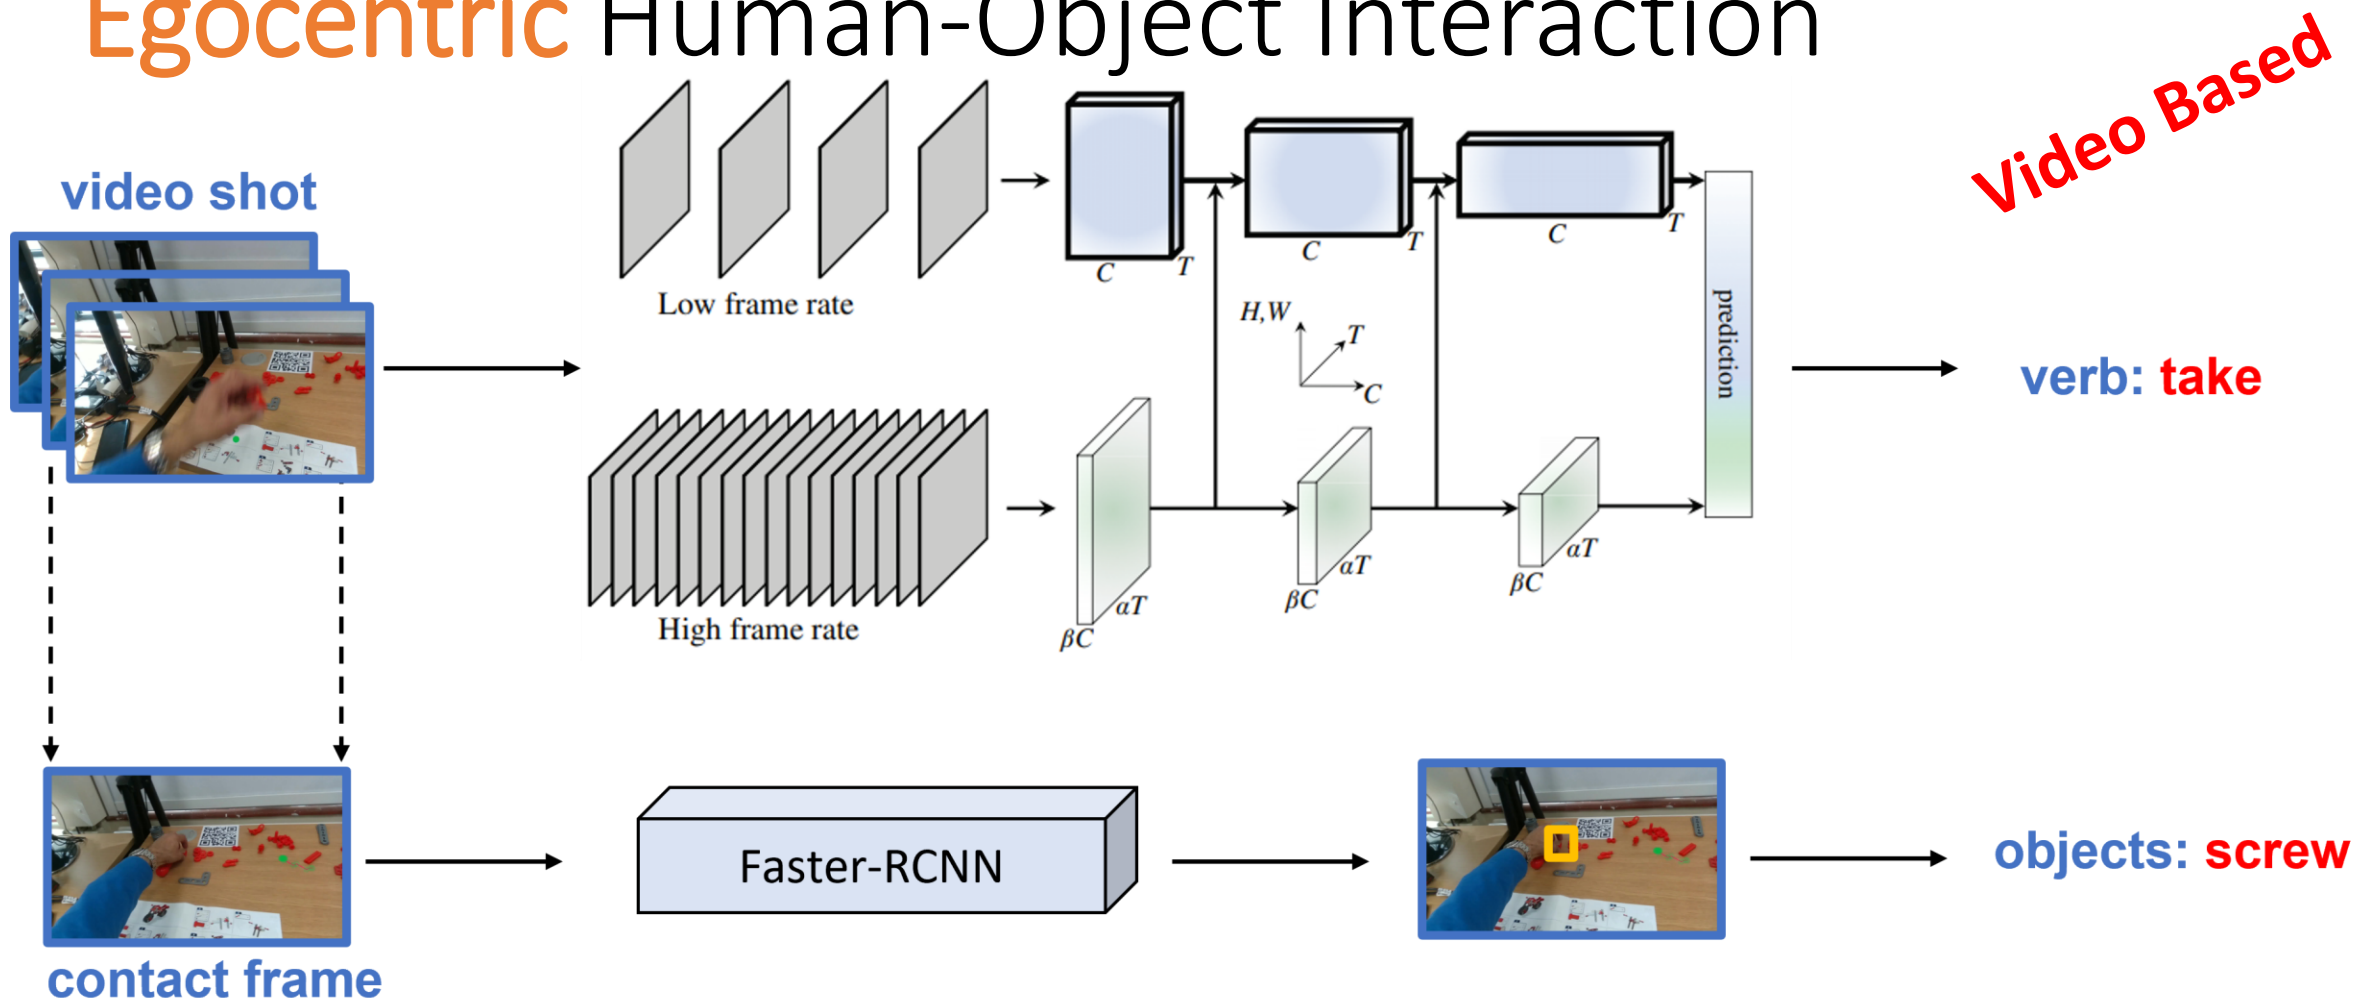 Egocentric Human-Object Interaction
Video Based
video shot
Low frame rate
C
T
C
T
C
T
H,W
T
C
prediction
verb: take
High frame rate
βC
αT
βC
αT
βC
αT
Faster-RCNN
objects: screw
contact frame